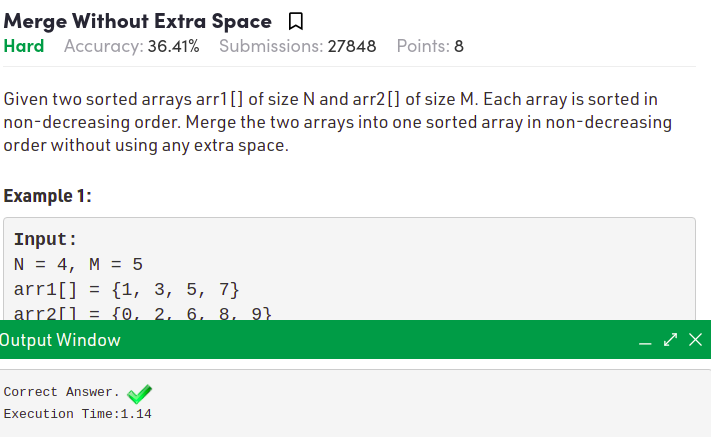 Merge Without Extra Space
Hard Accuracy: 36.41% Submissions: 27848 Points: 8
Given two sorted arrays arr1[] of size N and arr2[] of size M. Each array is sorted in
non-decreasing order. Merge the two arrays into one sorted array in non-decreasing
order without using any extra space.
Example 1:
Input:
N = 4, M = 5
arr1[] = {1, 3, 5, 7}
arr2[] = {0, 2, 6, 8, 9}
Output Window
Correct Answer.
Execution Time:1.14